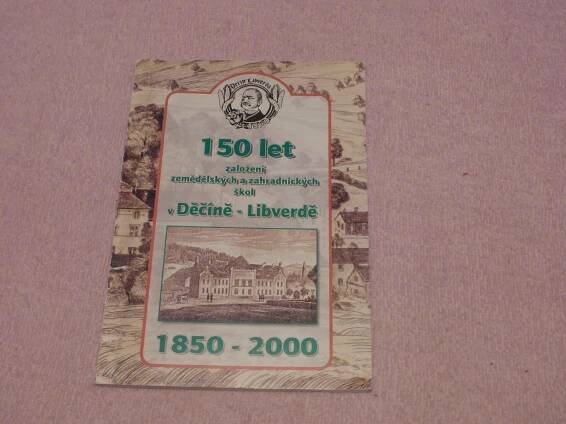 150 let
založení
zemědělských a zahradnických
škol
v Děčíně - Libverdě
1850 - 2000